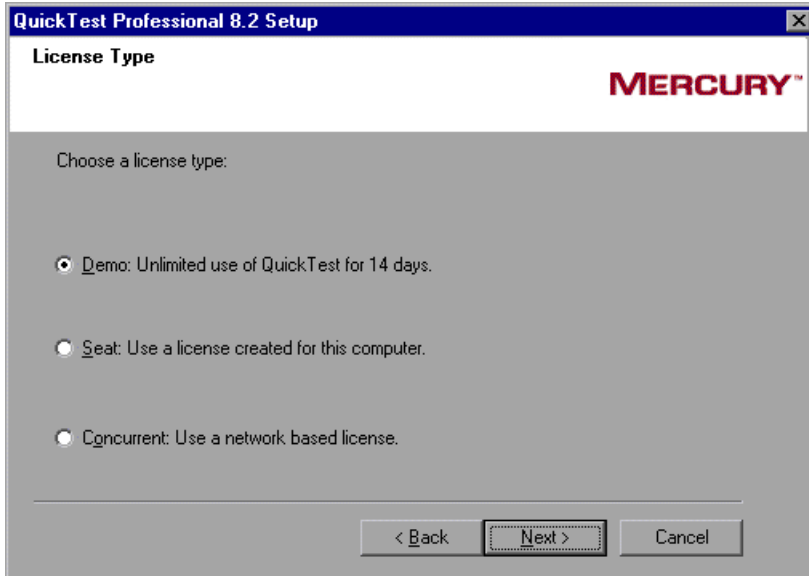 QuickTest Professional 8.2 Setup
License Type
MERCURY™
Choose a license type:
Demo: Unlimited use of QuickTest for 14 days.
Seat: Use a license created for this computer.
Concurrent: Use a network based license.
< Back
Next >
Cancel